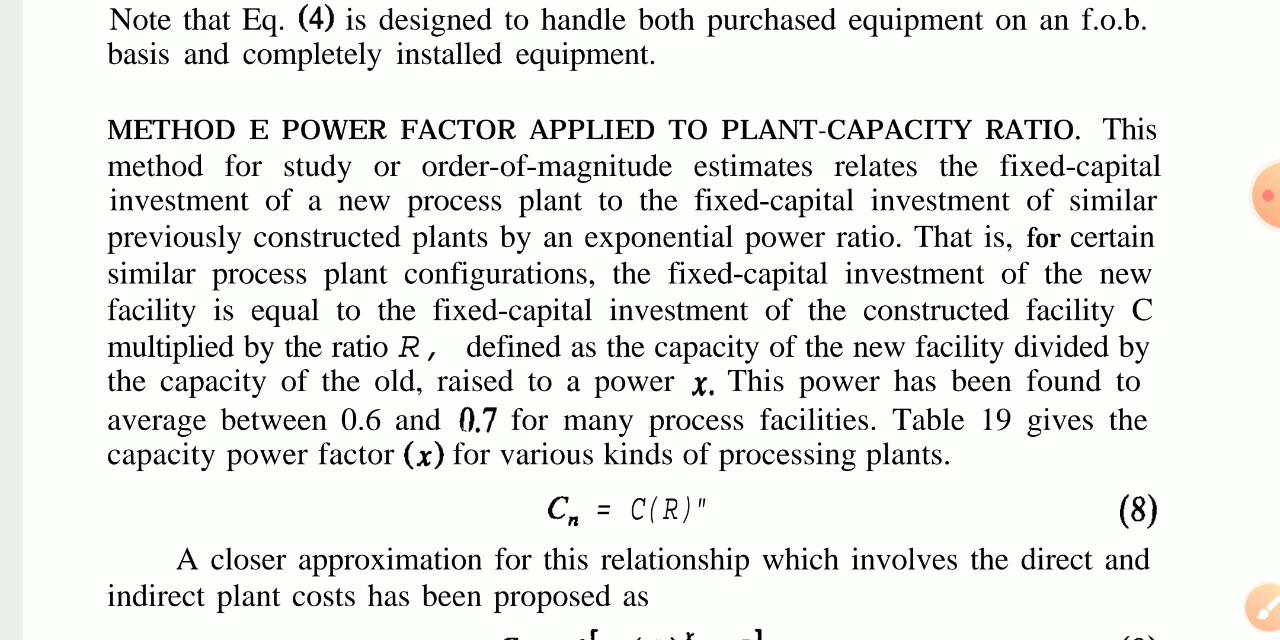 Note that Eq. (4) is designed to handle both purchased equipment on an f.o.b.
basis and completely installed equipment.
METHOD E POWER FACTOR APPLIED TO PLANT-CAPACITY RATIO. This
method for study or order-of-magnitude estimates relates the fixed-capital
investment of a new process plant to the fixed-capital investment of similar
previously constructed plants by an exponential power ratio. That is, for certain
similar process plant configurations, the fixed-capital investment of the new
facility is equal to the fixed-capital investment of the constructed facility C
multiplied by the ratio R, defined as the capacity of the new facility divided by
the capacity of the old, raised to a power x. This power has been found to
average between 0.6 and 0.7 for many process facilities. Table 19 gives the
capacity power factor (x) for various kinds of processing plants.
Cn = C(R)" (8)
A closer approximation for this relationship which involves the direct and
indirect plant costs has been proposed as